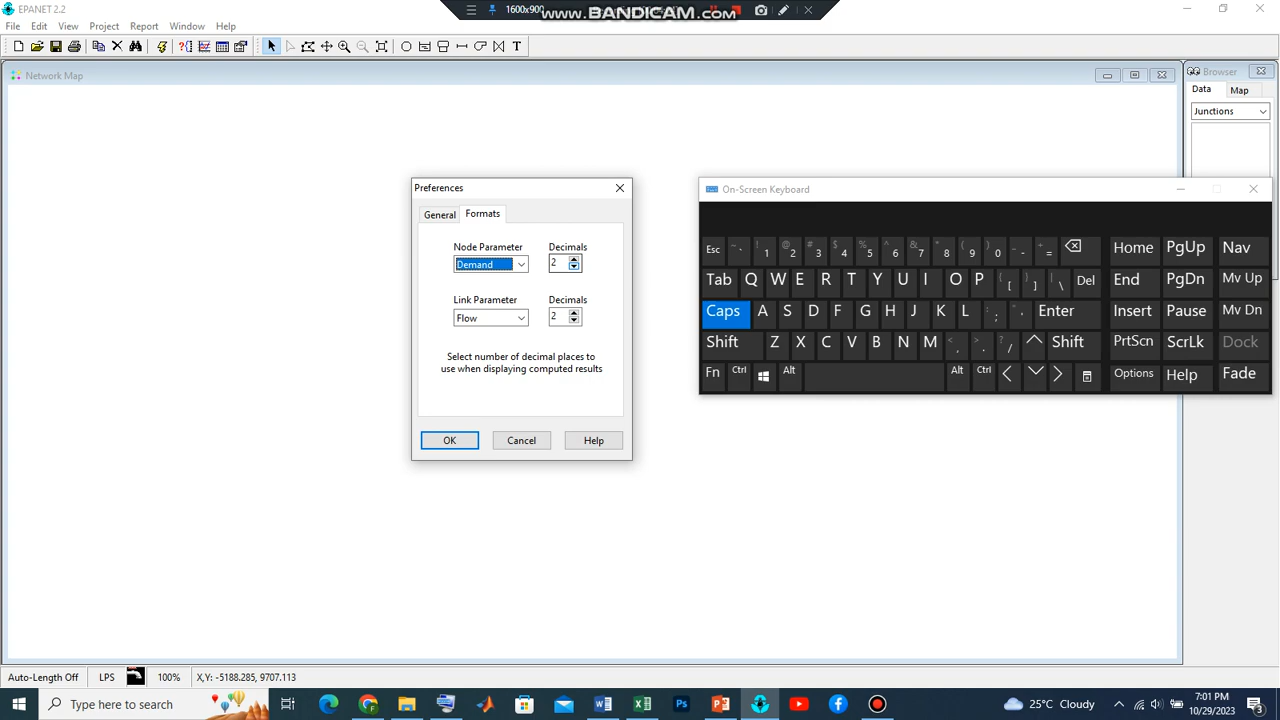 EPANET 2.2
1600x900
www.BANDICAM.com
File Edit View Project Report Window Help
Network Map
Browser
Data Map
Junctions
Preferences
General Formats
Node Parameter Decimals
Demand 2
Link Parameter Decimals
Flow 2
Select number of decimal places to
use when displaying computed results
OK Cancel Help
On-Screen Keyboard
Esc ~ ` ! 1 @ 2 # 3 $ 4 % 5 ^ 6 & 7 * 8 ( 9 ) 0 _ - + = Home PgUp Nav
Tab Q W E R T Y U I O P { [ } ] | \ Del End PgDn Mv Up
Caps A S D F G H J K L : ; " ' Enter Insert Pause Mv Dn
Shift Z X C V B N M < , > . ? / Shift PrtScn ScrLk Dock
Fn Ctrl Alt Alt Ctrl Options Help Fade
Auto-Length Off LPS 100% X,Y: -5188.285, 9707.113
Type here to search
25°C Cloudy
7:01 PM
10/29/2023
3